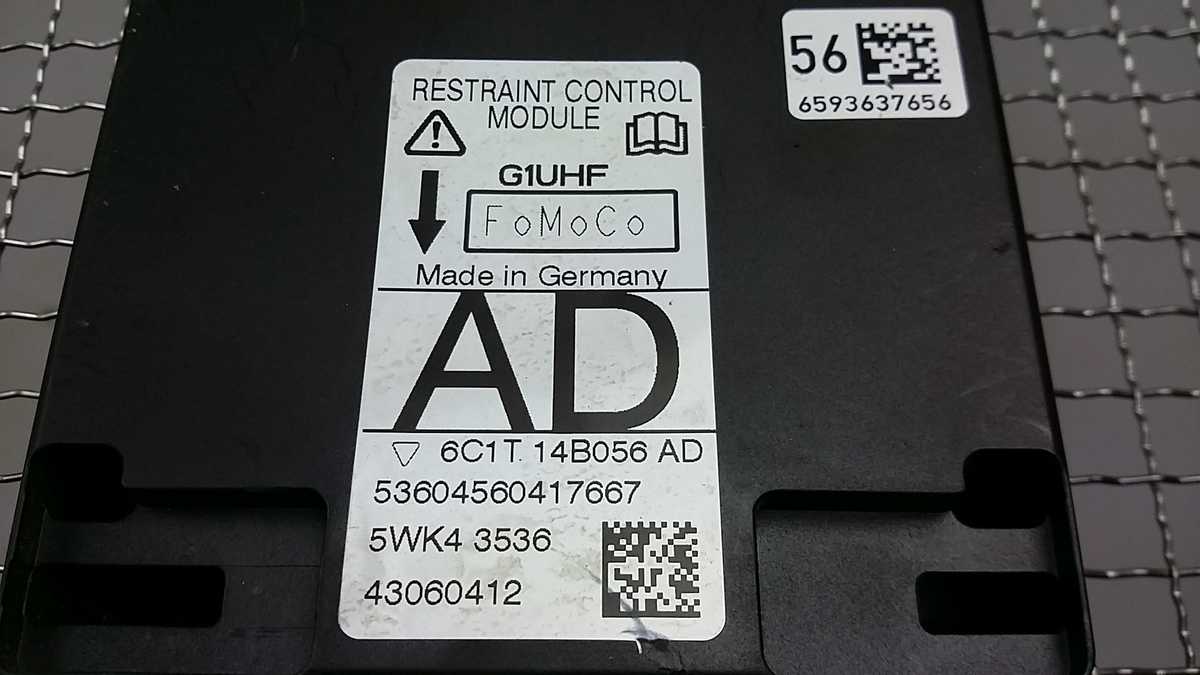 56
6593637656
RESTRAINT CONTROL
MODULE
G1UHF
FoMoCo
Made in Germany
AD
6C1T 14B056 AD
53604560417667
5WK4 3536
43060412